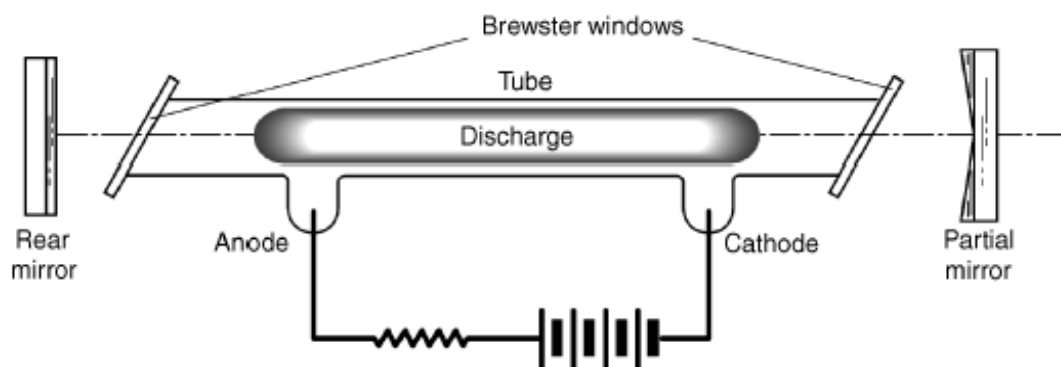 Brewster windows
Tube
Discharge
Rear
mirror
Anode
Cathode
Partial
mirror